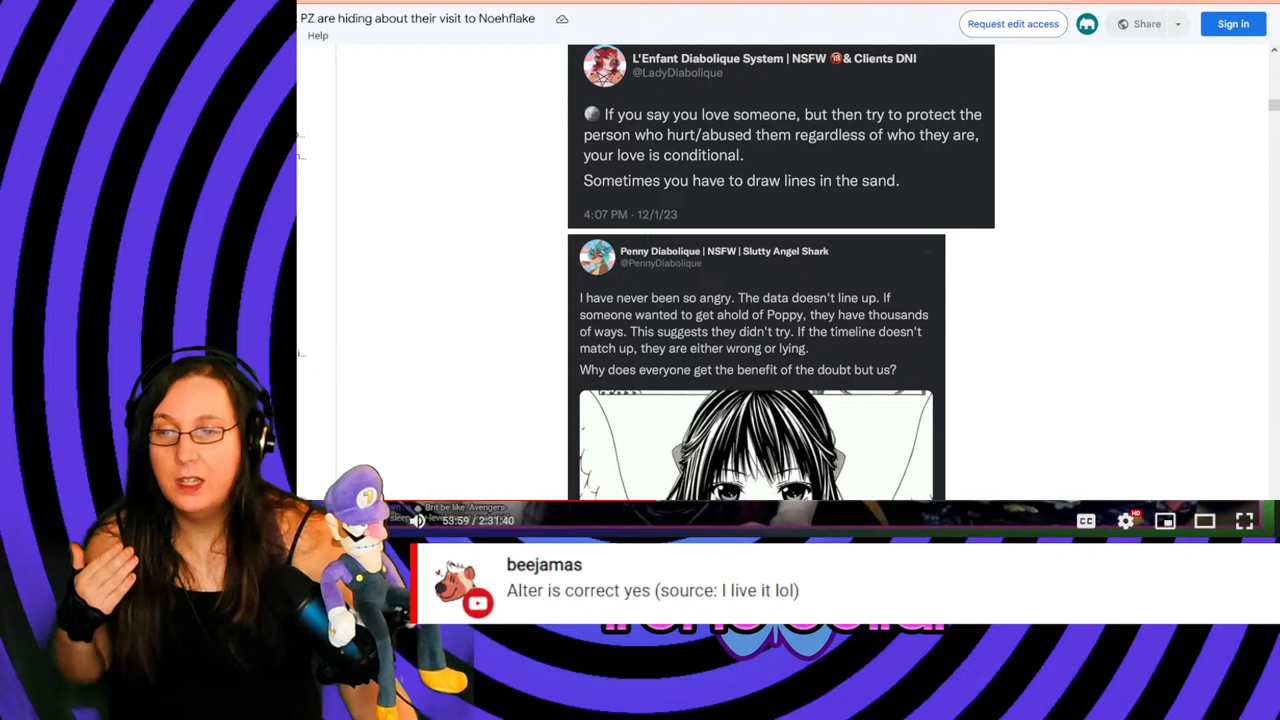 PZ are hiding about their visit to Noehflake
Request edit access
Share
Sign in
Help
L'Enfant Diabolique System | NSFW 🔞& Clients DNI
@LadyDiabolique
🌘 If you say you love someone, but then try to protect the
person who hurt/abused them regardless of who they are,
your love is conditional.
Sometimes you have to draw lines in the sand.
4:07 PM · 12/1/23
Penny Diabolique | NSFW | Slutty Angel Shark
@PennyDiabolique
I have never been so angry. The data doesn't line up. If
someone wanted to get ahold of Poppy, they have thousands
of ways. This suggests they didn't try. If the timeline doesn't
match up, they are either wrong or lying.
Why does everyone get the benefit of the doubt but us?
Bnt be like 'Avengers-
53:59 / 2:31:40
CC
HD
beejamas
Alter is correct yes (source: I live it lol)